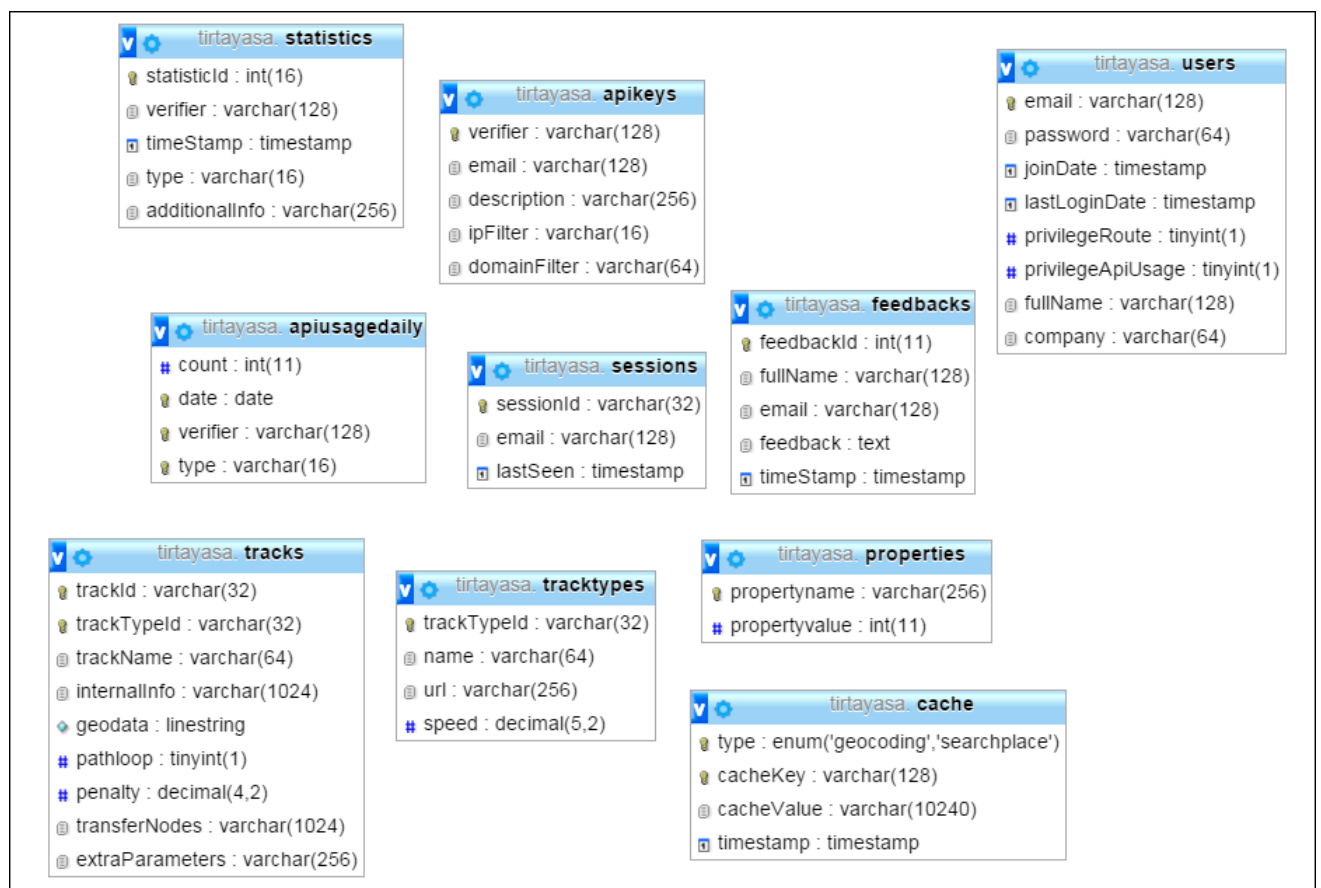 tirtayasa. statistics
statisticId : int(16)
verifier : varchar(128)
timeStamp : timestamp
type : varchar(16)
additionalInfo : varchar(256)
tirtayasa. apikeys
verifier : varchar(128)
email : varchar(128)
description : varchar(256)
ipFilter : varchar(16)
domainFilter : varchar(64)
tirtayasa. users
email : varchar(128)
password : varchar(64)
joinDate : timestamp
lastLoginDate : timestamp
privilegeRoute : tinyint(1)
privilegeApiUsage : tinyint(1)
fullName : varchar(128)
company : varchar(64)
tirtayasa. apiusagedaily
count : int(11)
date : date
verifier : varchar(128)
type : varchar(16)
tirtayasa. sessions
sessionId : varchar(32)
email : varchar(128)
lastSeen : timestamp
tirtayasa. feedbacks
feedbackId : int(11)
fullName : varchar(128)
email : varchar(128)
feedback : text
timeStamp : timestamp
tirtayasa. tracks
trackId : varchar(32)
trackTypeId : varchar(32)
trackName : varchar(64)
internalInfo : varchar(1024)
geodata : linestring
pathloop : tinyint(1)
penalty : decimal(4,2)
transferNodes : varchar(1024)
extraParameters : varchar(256)
tirtayasa. tracktypes
trackTypeId : varchar(32)
name : varchar(64)
url : varchar(256)
speed : decimal(5,2)
tirtayasa. properties
propertyname : varchar(256)
propertyvalue : int(11)
tirtayasa. cache
type : enum('geocoding','searchplace')
cacheKey : varchar(128)
cacheValue : varchar(10240)
timestamp : timestamp